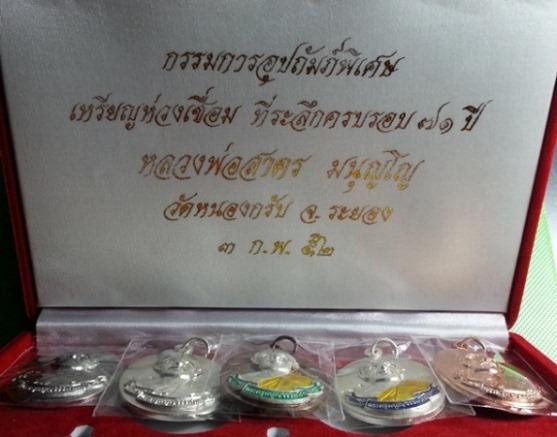 กรรมการอุปถัมภ์พิเศษ
เหรียญห่วงเชื่อม ที่ระลึกครบรอบ ๗๑ ปี
หลวงพ่อสาคร มนุญฺโญ
วัดหนองกรับ จ. ระยอง
๓ ก.พ. ๕๒